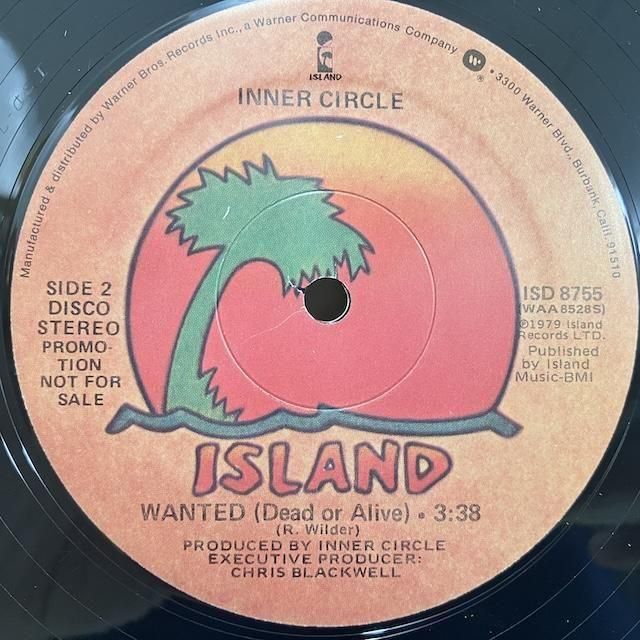 Manufactured & distributed by Warner Bros. Records Inc., a Warner Communications Company W ® • 3300 Warner Blvd., Burbank, Calif. 91510
ISLAND
INNER CIRCLE
SIDE 2
DISCO
STEREO
PROMO-
TION
NOT FOR
SALE
ISD 8755
(WAA8528S)
℗1979 Island
Records LTD.
Published
by Island
Music-BMI
ISLAND
WANTED (Dead or Alive) • 3:38
(R. Wilder)
PRODUCED BY INNER CIRCLE
EXECUTIVE PRODUCER:
CHRIS BLACKWELL